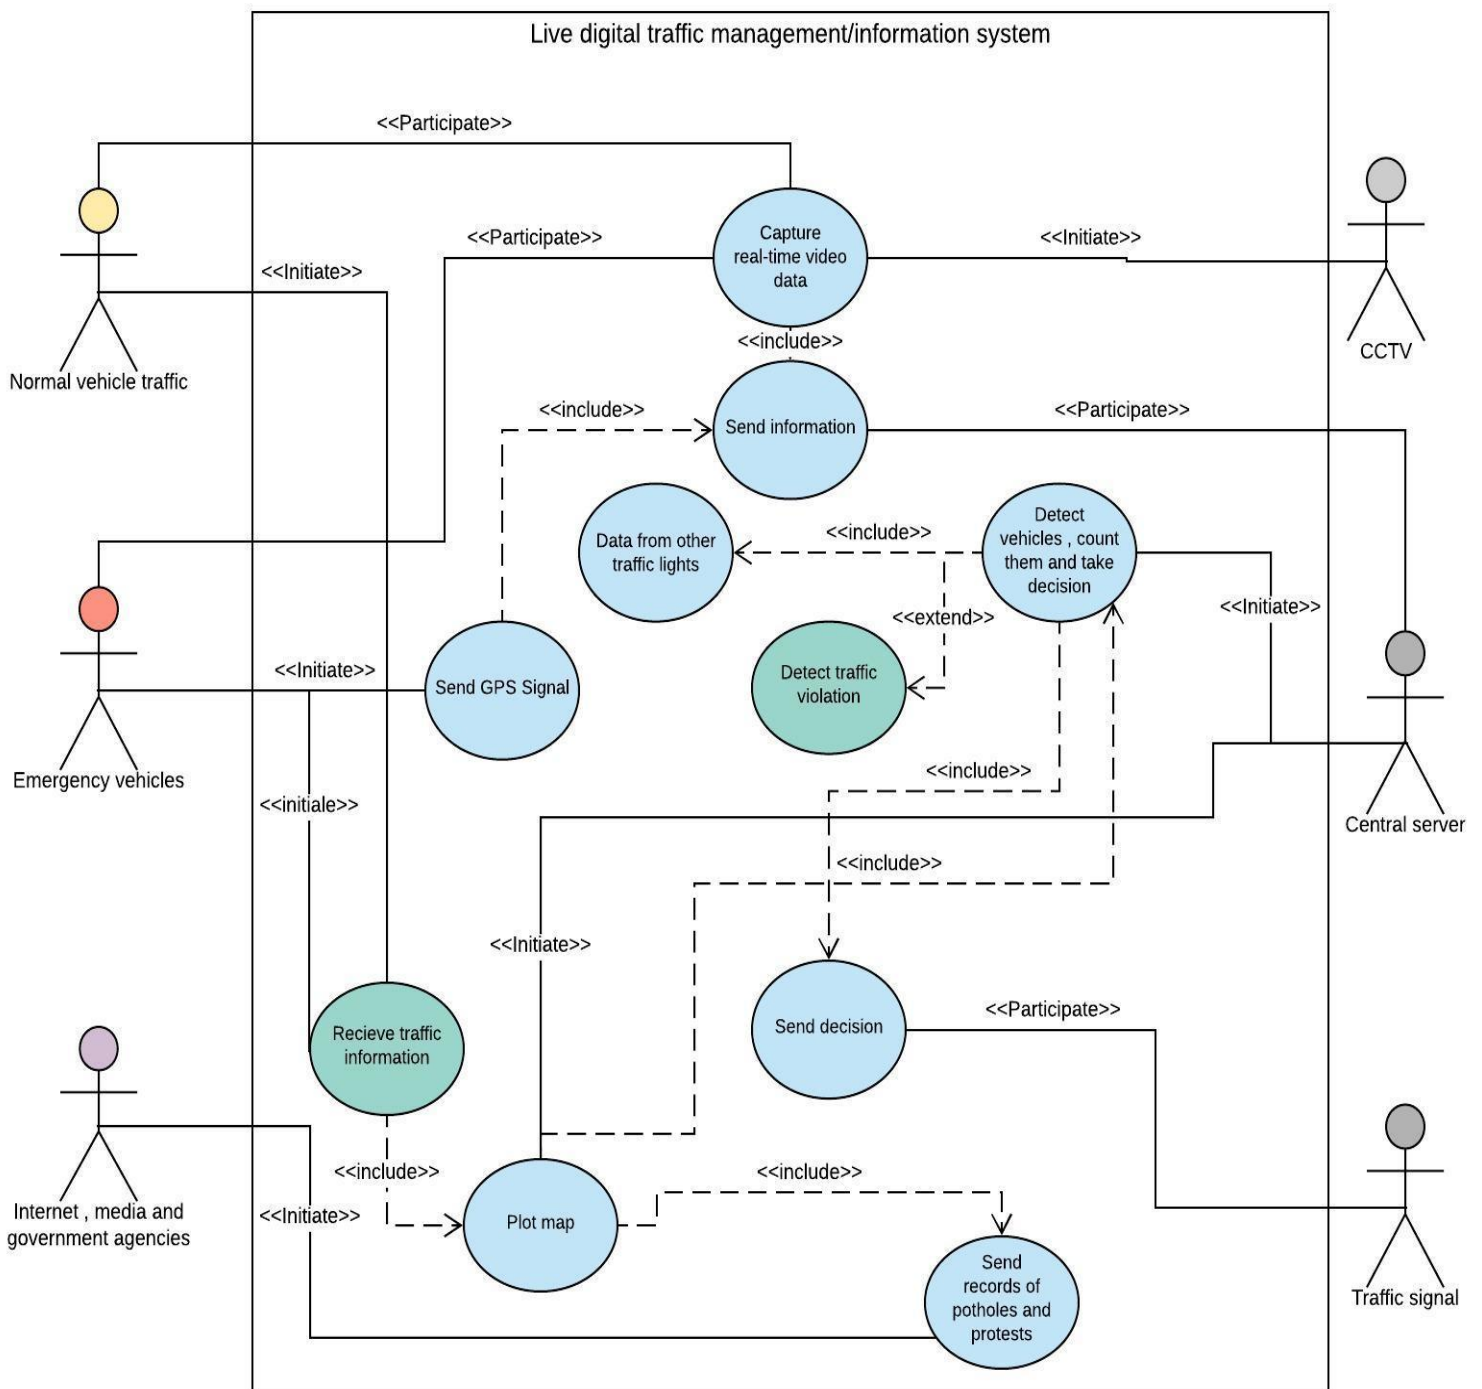 Live digital traffic management/information system
<<Participate>>
<<Participate>>
<<Initiate>>
Capture
real-time video
data
<<Initiate>>
<<include>>
CCTV
Normal vehicle traffic
<<include>>
<<Participate>>
Send information
Detect
vehicles , count
them and take
decision
<<include>>
Data from other
traffic lights
<<Initiate>>
<<extend>>
<<Initiate>>
Send GPS Signal
Detect traffic
violation
Emergency vehicles
<<include>>
<<initiale>>
Central server
<<include>>
<<Initiate>>
<<Participate>>
Send decision
Recieve traffic
information
<<include>>
<<include>>
Internet , media and
government agencies
<<Initiate>>
Plot map
Send
records of
potholes and
protests
Traffic signal